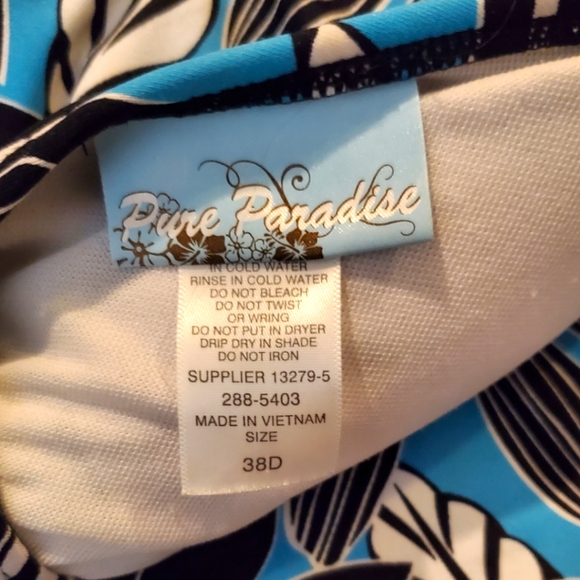 Pure Paradise
IN COLD WATER
RINSE IN COLD WATER
DO NOT BLEACH
DO NOT TWIST
OR WRING
DO NOT PUT IN DRYER
DRIP DRY IN SHADE
DO NOT IRON
SUPPLIER 13279-5
288-5403
MADE IN VIETNAM
SIZE
38D